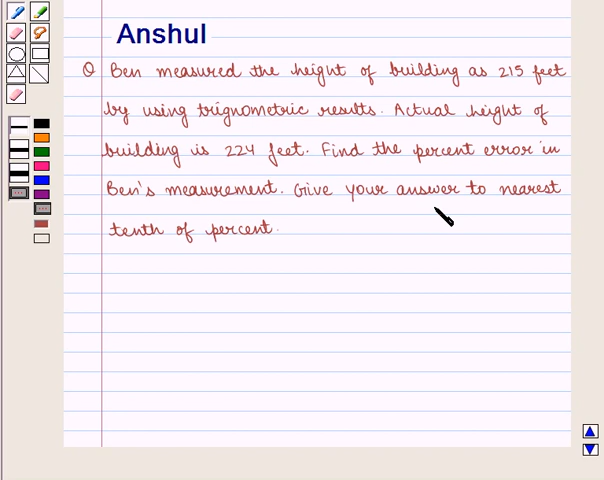 Anshul
Q Ben measured the height of building as 215 feet
by using trignometric results. Actual height of
building is 224 feet. Find the percent error in
Ben's measurement. Give your answer to nearest
tenth of percent.